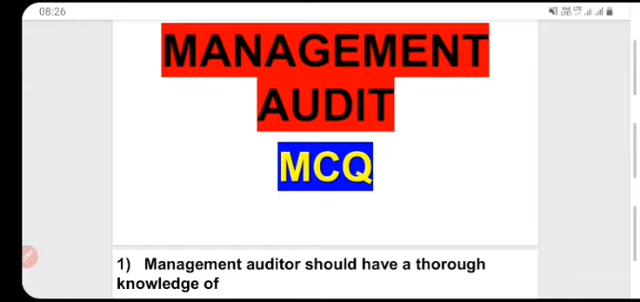 08:26
MANAGEMENT
AUDIT
MCQ
1) Management auditor should have a thorough
knowledge of